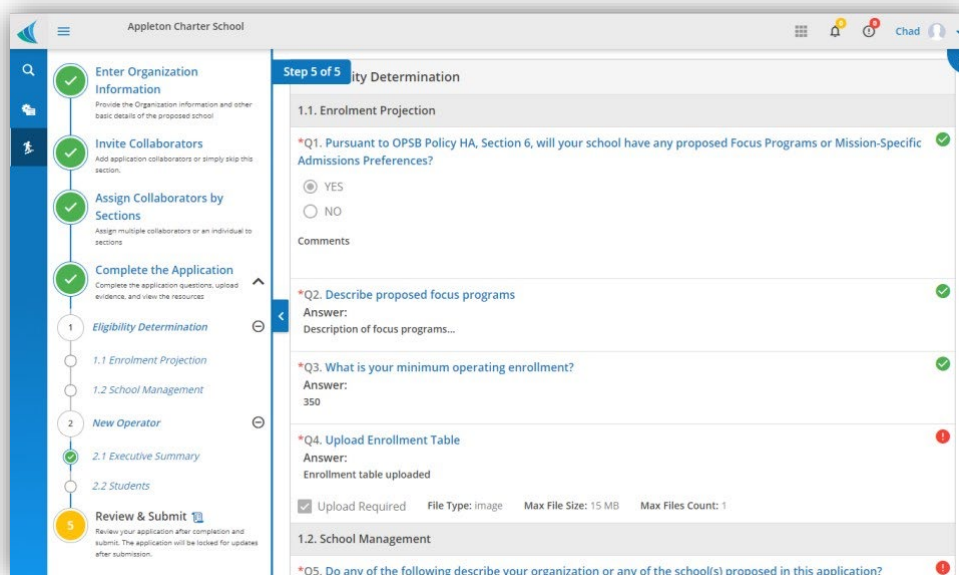 Appleton Charter School
Chad
Enter Organization
Information
Provide the Organization information and other
basic details of the proposed school
Invite Collaborators
Add application collaborators or simply skip this
section.
Assign Collaborators by
Sections
Assign multiple collaborators or an individual to
sections
Complete the Application
Complete the application questions, upload
evidence, and view the resources
1 Eligibility Determination
1.1 Enrolment Projection
1.2 School Management
2 New Operator
2.1 Executive Summary
2.2 Students
5 Review & Submit
Review your application after completion and
submit. The application will be locked for updates
after submission.
Step 5 of 5
ity Determination
1.1. Enrolment Projection
*Q1. Pursuant to OPSB Policy HA, Section 6, will your school have any proposed Focus Programs or Mission-Specific
Admissions Preferences?
YES
NO
Comments
*Q2. Describe proposed focus programs
Answer:
Description of focus programs...
*Q3. What is your minimum operating enrollment?
Answer:
350
*Q4. Upload Enrollment Table
Answer:
Enrollment table uploaded
Upload Required File Type: image Max File Size: 15 MB Max Files Count: 1
1.2. School Management
*Q5. Do any of the following describe your organization or any of the school(s) proposed in this application?